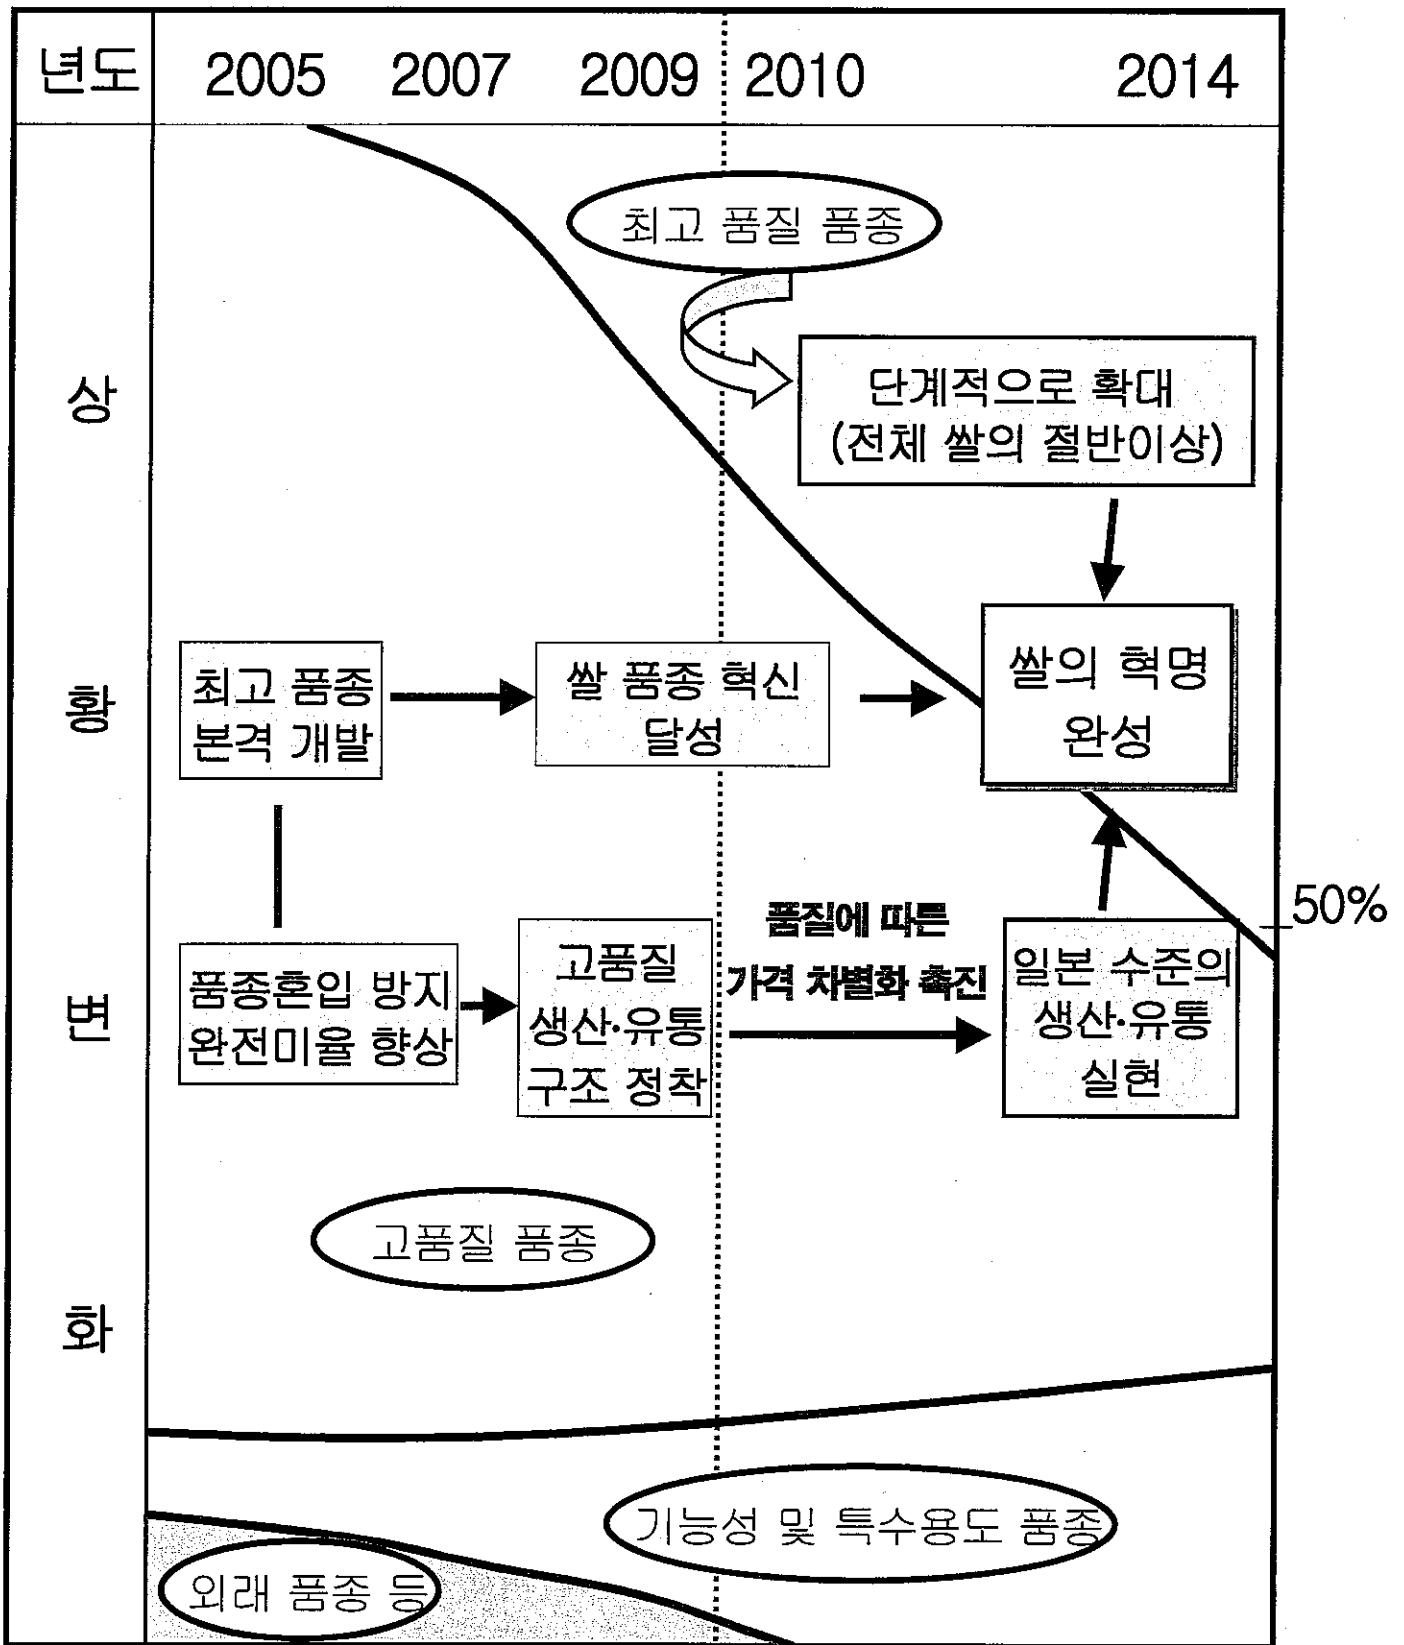 년도 2005 2007 2009 2010 2014
최고 품질 품종
단계적으로 확대
(전체 쌀의 절반이상)
상
황
변
화
최고 품종
본격 개발
쌀 품종 혁신
달성
쌀의 혁명
완성
50%
품종혼입 방지
완전미율 향상
고품질
생산·유통
구조 정착
품질에 따른
가격 차별화 촉진
일본 수준의
생산·유통
실현
고품질 품종
기능성 및 특수용도 품종
외래 품종 등